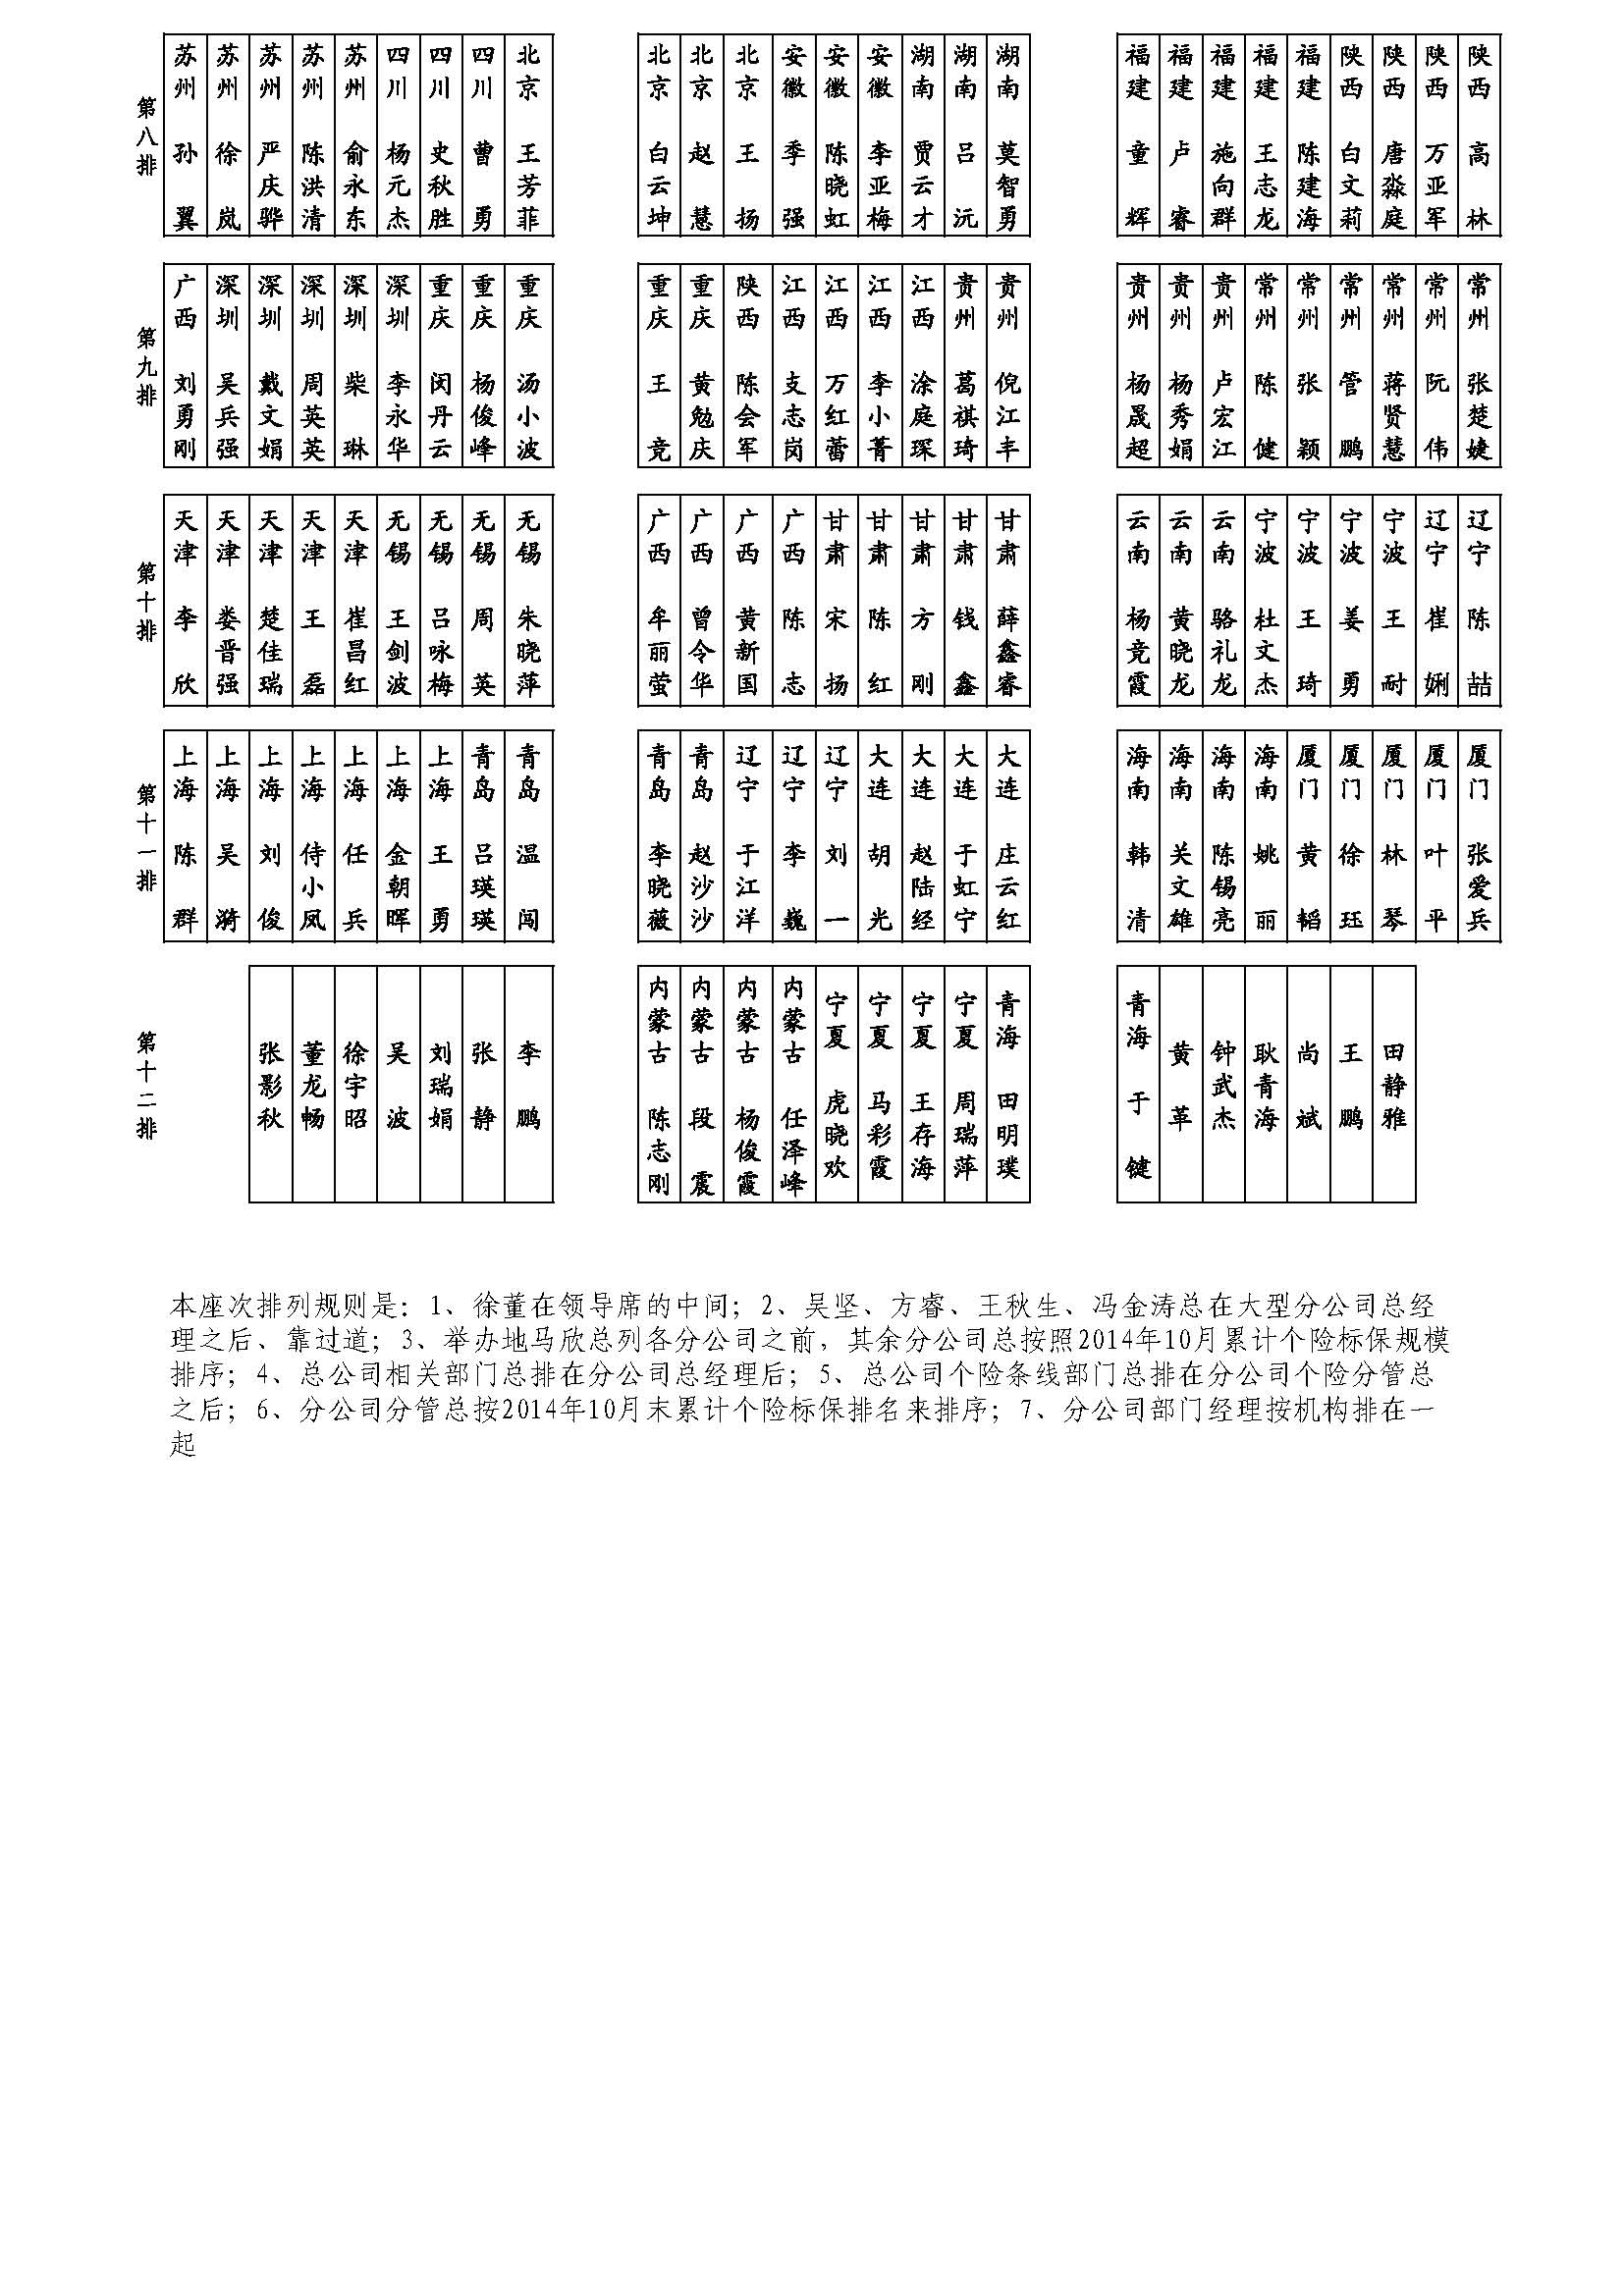 第八排
苏州 孙翼
苏州 徐岚
苏州 严庆骅
苏州 陈洪清
苏州 俞永东
四川 杨元杰
四川 史秋胜
四川 曹勇
北京 王芳菲
北京 白云坤
北京 赵慧
北京 王扬
安徽 季强
安徽 陈晓虹
安徽 李亚梅
湖南 贾云才
湖南 吕沅
湖南 莫智勇
福建 童辉
福建 卢睿
福建 施向群
福建 王志龙
福建 陈建海
陕西 白文莉
陕西 唐淼庭
陕西 万亚军
陕西 高林
第九排
广西 刘勇刚
深圳 吴兵强
深圳 戴文娟
深圳 周英英
深圳 柴琳
深圳 李永华
重庆 闵丹云
重庆 杨俊峰
重庆 汤小波
重庆 王竞
重庆 黄勉庆
陕西 陈会军
江西 支志岗
江西 万红蕾
江西 李小菁
江西 涂庭琛
贵州 葛祺琦
贵州 倪江丰
贵州 杨晟超
贵州 杨秀娟
贵州 卢宏江
常州 陈健
常州 张颖
常州 管鹏
常州 蒋贤慧
常州 阮伟
常州 张楚婕
第十排
天津 李欣
天津 娄晋强
天津 楚佳瑞
天津 王磊
天津 崔昌红
无锡 王剑波
无锡 吕咏梅
无锡 周英
无锡 朱晓萍
广西 牟丽萤
广西 曾令华
广西 黄新国
广西 陈志
甘肃 宋扬
甘肃 陈红
甘肃 方刚
甘肃 钱鑫
甘肃 薛鑫睿
云南 杨竞霞
云南 黄晓龙
云南 骆礼龙
宁波 杜文杰
宁波 王琦
宁波 姜勇
宁波 王耐
辽宁 崔娴
辽宁 陈喆
第十一排
上海 陈群
上海 吴漪
上海 刘俊
上海 侍小凤
上海 任兵
上海 金朝晖
上海 王勇
青岛 吕瑛瑛
青岛 温闯
青岛 李晓薇
青岛 赵沙沙
辽宁 于江洋
辽宁 李巍
辽宁 刘一
大连 胡光
大连 赵陆经
大连 于虹宁
大连 庄云红
海南 韩清
海南 关文雄
海南 陈锡亮
海南 姚丽
厦门 黄韬
厦门 徐珏
厦门 林琴
厦门 叶平
厦门 张爱兵
第十二排
张影秋
董龙畅
徐宇昭
吴波
刘瑞娟
张静
李鹏
内蒙古 陈志刚
内蒙古 段震
内蒙古 杨俊霞
内蒙古 任泽峰
宁夏 虎晓欢
宁夏 马彩霞
宁夏 王存海
宁夏 周瑞萍
青海 田明璞
青海 于键
黄革
钟武杰
耿青海
尚斌
王鹏
田静雅
本座次排列规则是：1、徐董在领导席的中间；2、吴坚、方睿、王秋生、冯金涛总在大型分公司总经
理之后、靠过道；3、举办地马欣总列各分公司之前，其余分公司总按照2014年10月累计个险标保规模
排序；4、总公司相关部门总排在分公司总经理后；5、总公司个险条线部门总排在分公司个险分管总
之后；6、分公司分管总按2014年10月末累计个险标保排名来排序；7、分公司部门经理按机构排在一
起